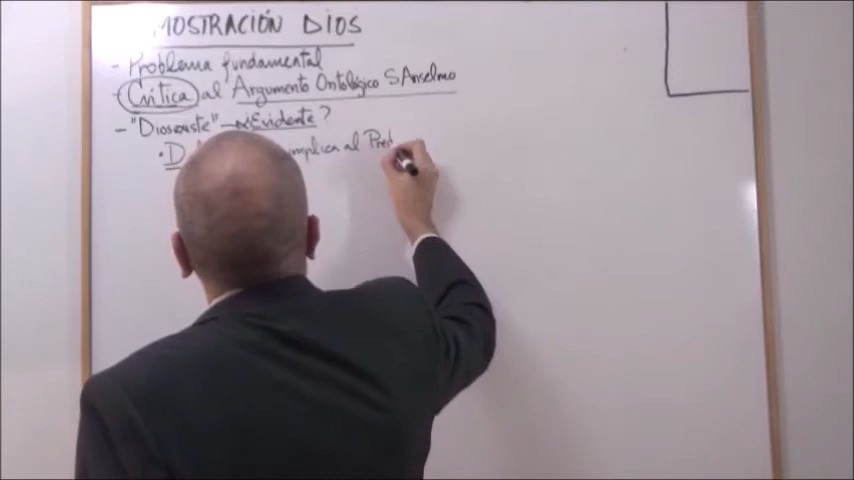 MOSTRACIÓN DIOS
- Problema fundamental
- Crítica al Argumento Ontológico S Anselmo
- "Dios existe" → ¿Evidente?
implica al Pred